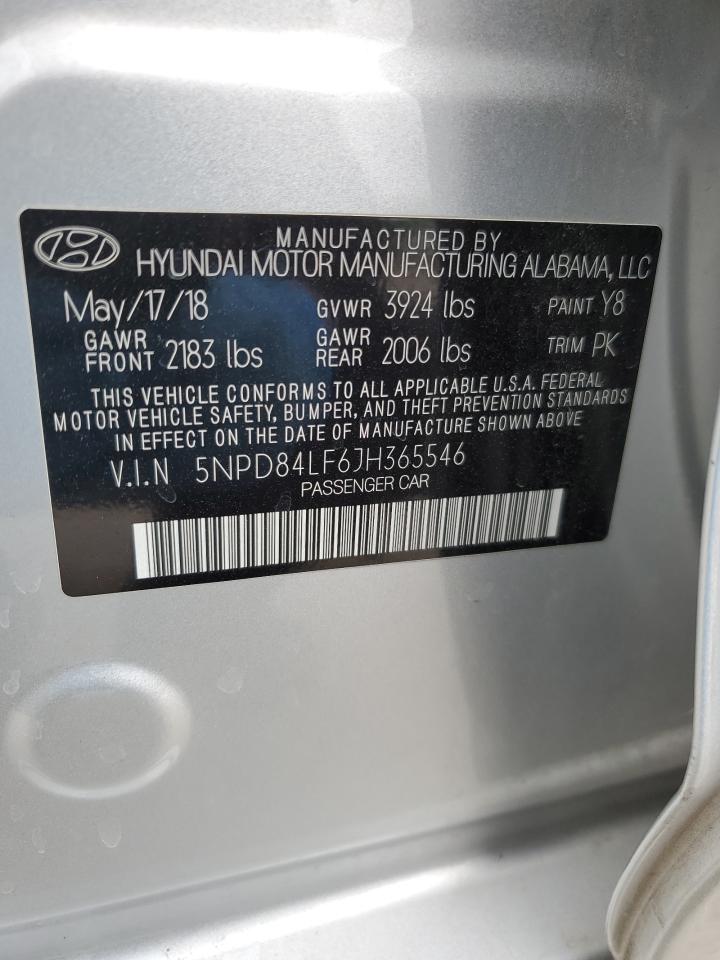 MANUFACTURED BY
HYUNDAI MOTOR MANUFACTURING ALABAMA, LLC
May/17/18 GVWR 3924 lbs PAINT Y8
GAWR FRONT 2183 lbs GAWR REAR 2006 lbs TRIM PK
THIS VEHICLE CONFORMS TO ALL APPLICABLE U.S.A. FEDERAL
MOTOR VEHICLE SAFETY, BUMPER, AND THEFT PREVENTION STANDARDS
IN EFFECT ON THE DATE OF MANUFACTURE SHOWN ABOVE
V.I.N 5NPD84LF6JH365546
PASSENGER CAR